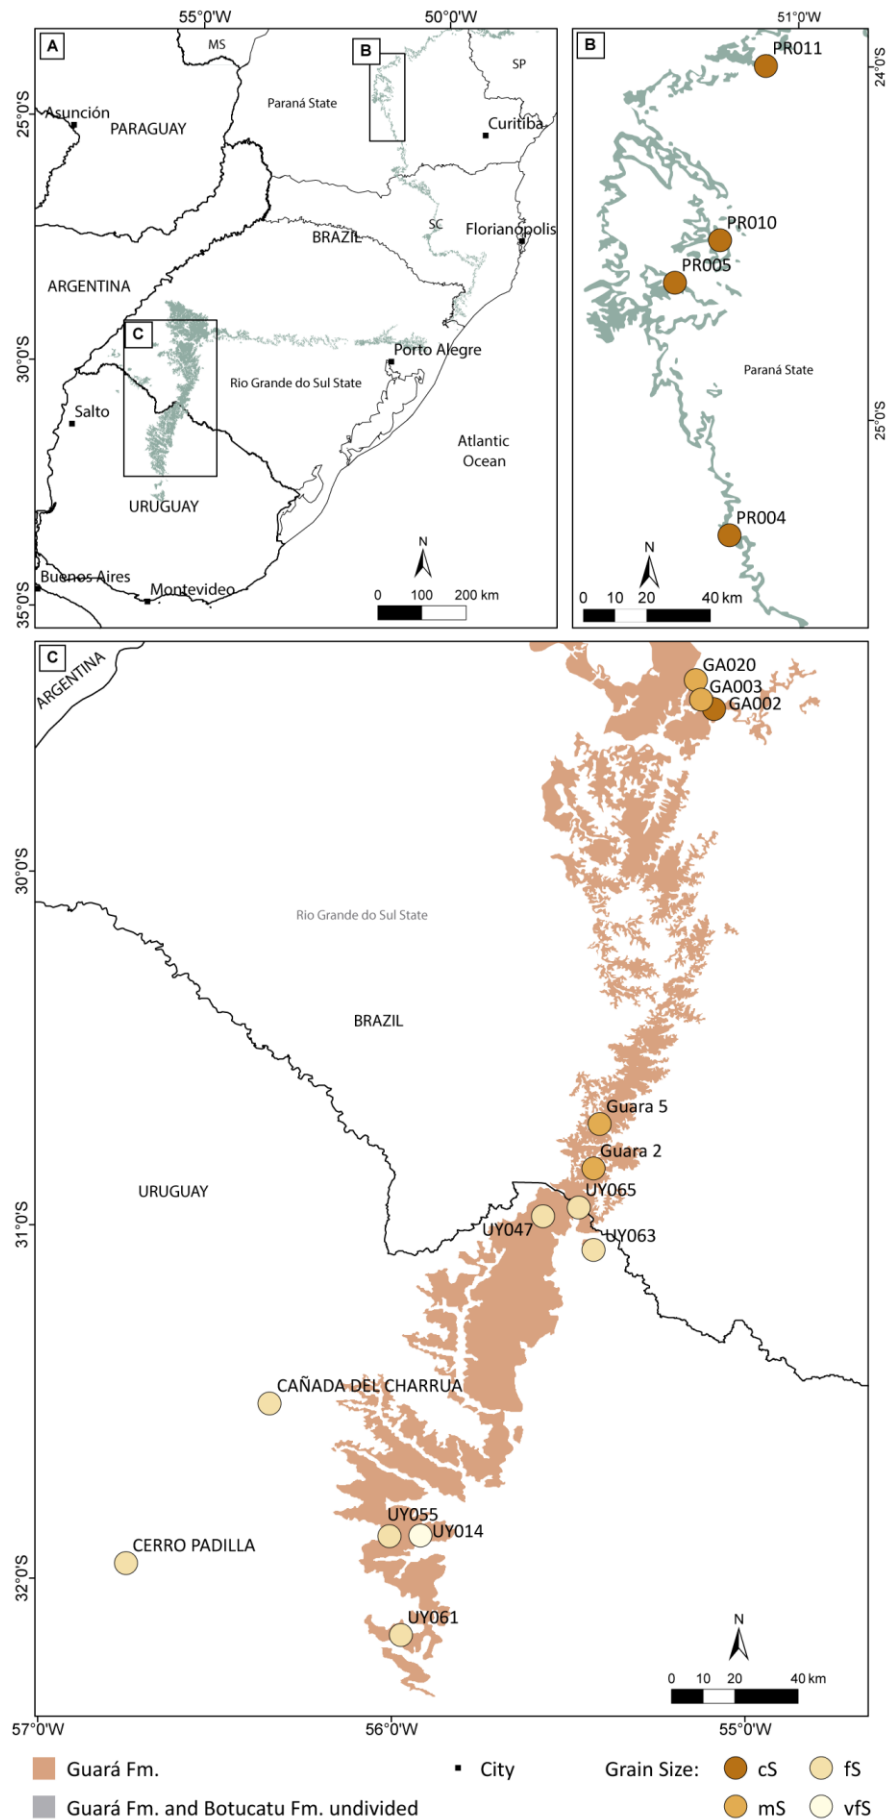 55°0'W
50°0'W
51°0'W
A
MS
B
SP
B
PR011
24°0'S
25°0'S
Asunción
PARAGUAY
Paraná State
Curitiba
SC
BRAZIL
Florianópolis
PR010
PR005
ARGENTINA
C
30°0'S
Porto Alegre
Rio Grande do Sul State
Salto
Paraná State
25°0'S
Atlantic
Ocean
URUGUAY
PR004
Buenos Aires
Montevideo
35°0'S
N
0 100 200 km
N
0 10 20 40 km
C
ARGENTINA
GA020
GA003
GA002
30°0'S
Rio Grande do Sul State
BRAZIL
Guara 5
Guara 2
URUGUAY
UY065
31°0'S
UY047
UY063
CAÑADA DEL CHARRUA
UY055
UY014
CERRO PADILLA
32°0'S
UY061
N
0 10 20 40 km
57°0'W
56°0'W
55°0'W
Guará Fm.
City
Grain Size:
cS
fS
Guará Fm. and Botucatu Fm. undivided
mS
vfS